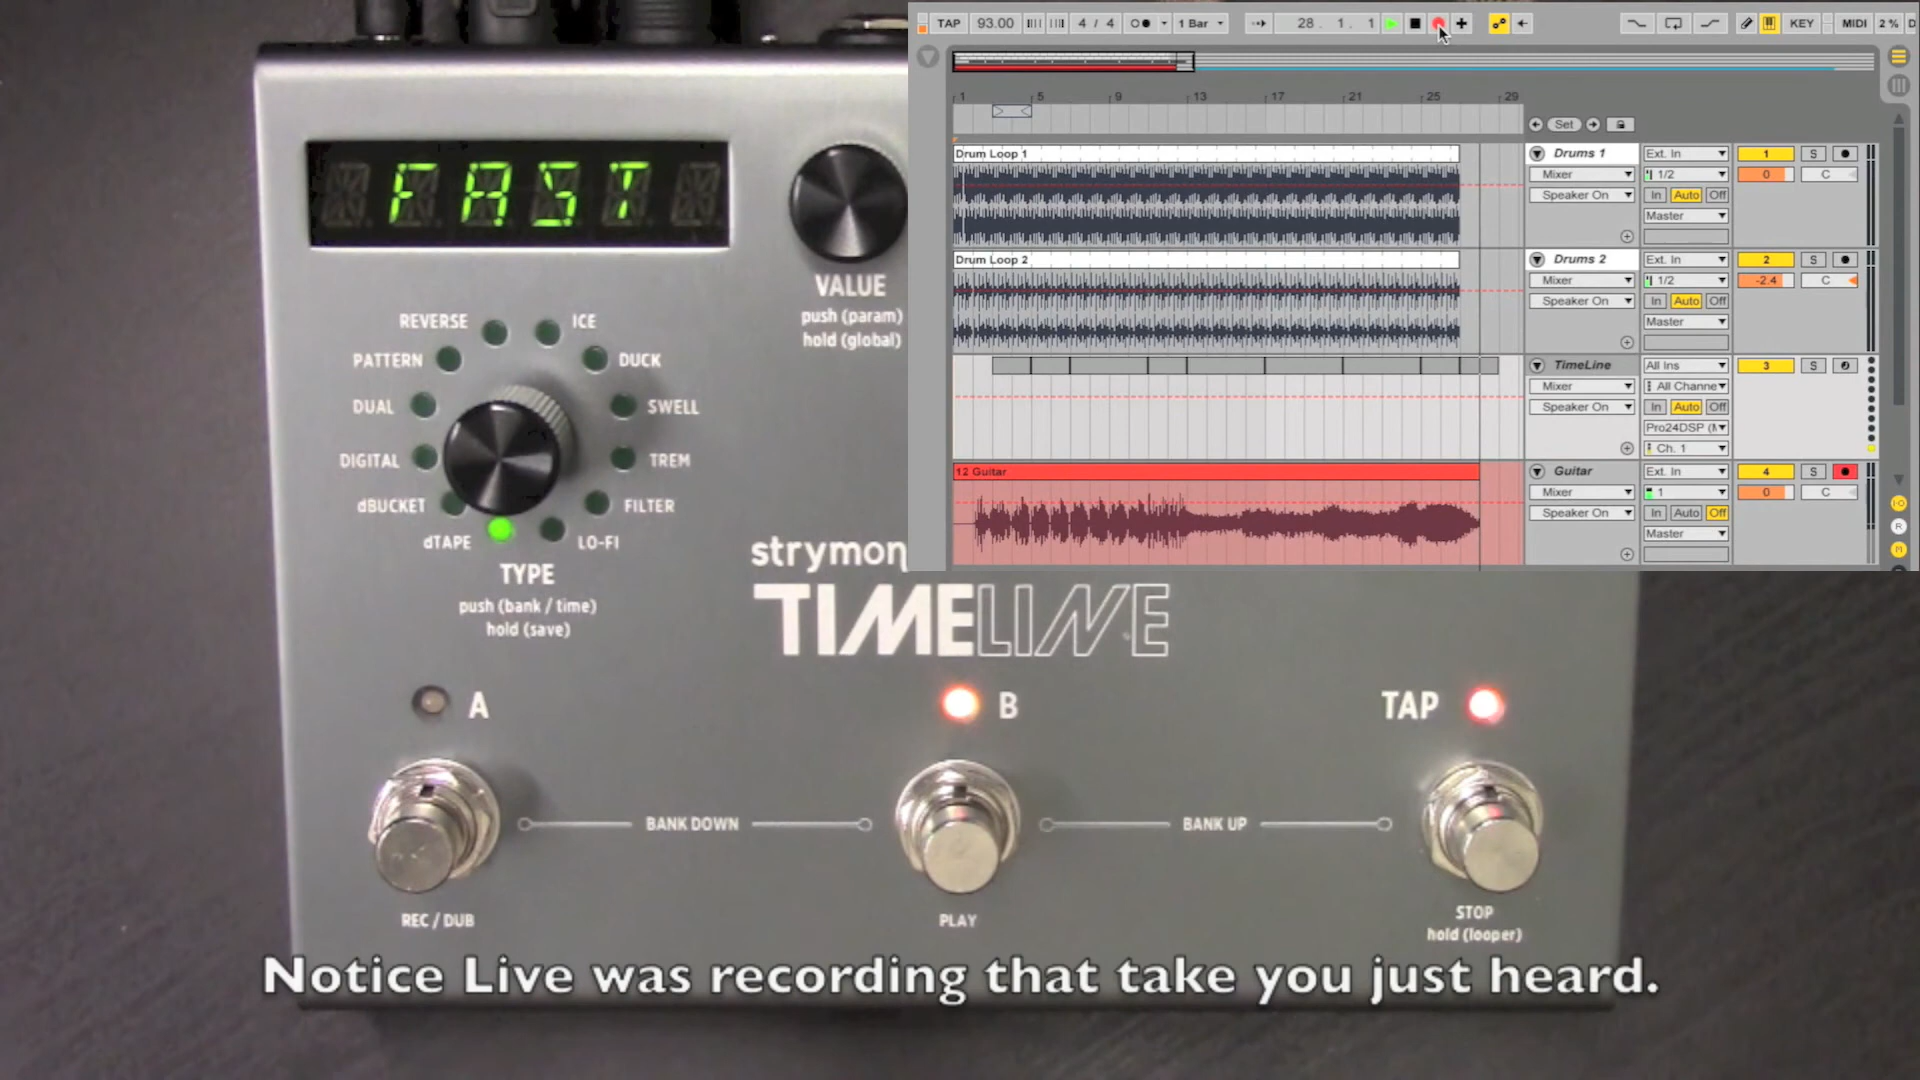 FAST
VALUE
push (param)
hold (global)
REVERSE
ICE
PATTERN
DUCK
DUAL
SWELL
DIGITAL
TREM
dBUCKET
FILTER
dTAPE
LO-FI
TYPE
push (bank / time)
hold (save)
strymon
TIMELINE
A
B
TAP
BANK DOWN
BANK UP
REC / DUB
PLAY
STOP
hold (looper)
TAP 93.00 4 / 4 1 Bar 28. 1. 1 KEY MIDI 2 % D
1 5 9 13 17 21 25 29
Set
Drum Loop 1
Drums 1 Ext. In 1 S
Mixer 1/2 0 C
Speaker On In Auto Off
Master
Drum Loop 2
Drums 2 Ext. In 2 S
Mixer 1/2 -2.4 C
Speaker On In Auto Off
Master
TimeLine All Ins 3 S
Mixer All Channe
Speaker On In Auto Off
Pro24DSP (M
Ch. 1
12 Guitar
Guitar Ext. In 4 S
Mixer 1 0 C
Speaker On In Auto Off
Master
I-O
R
M
Notice Live was recording that take you just heard.